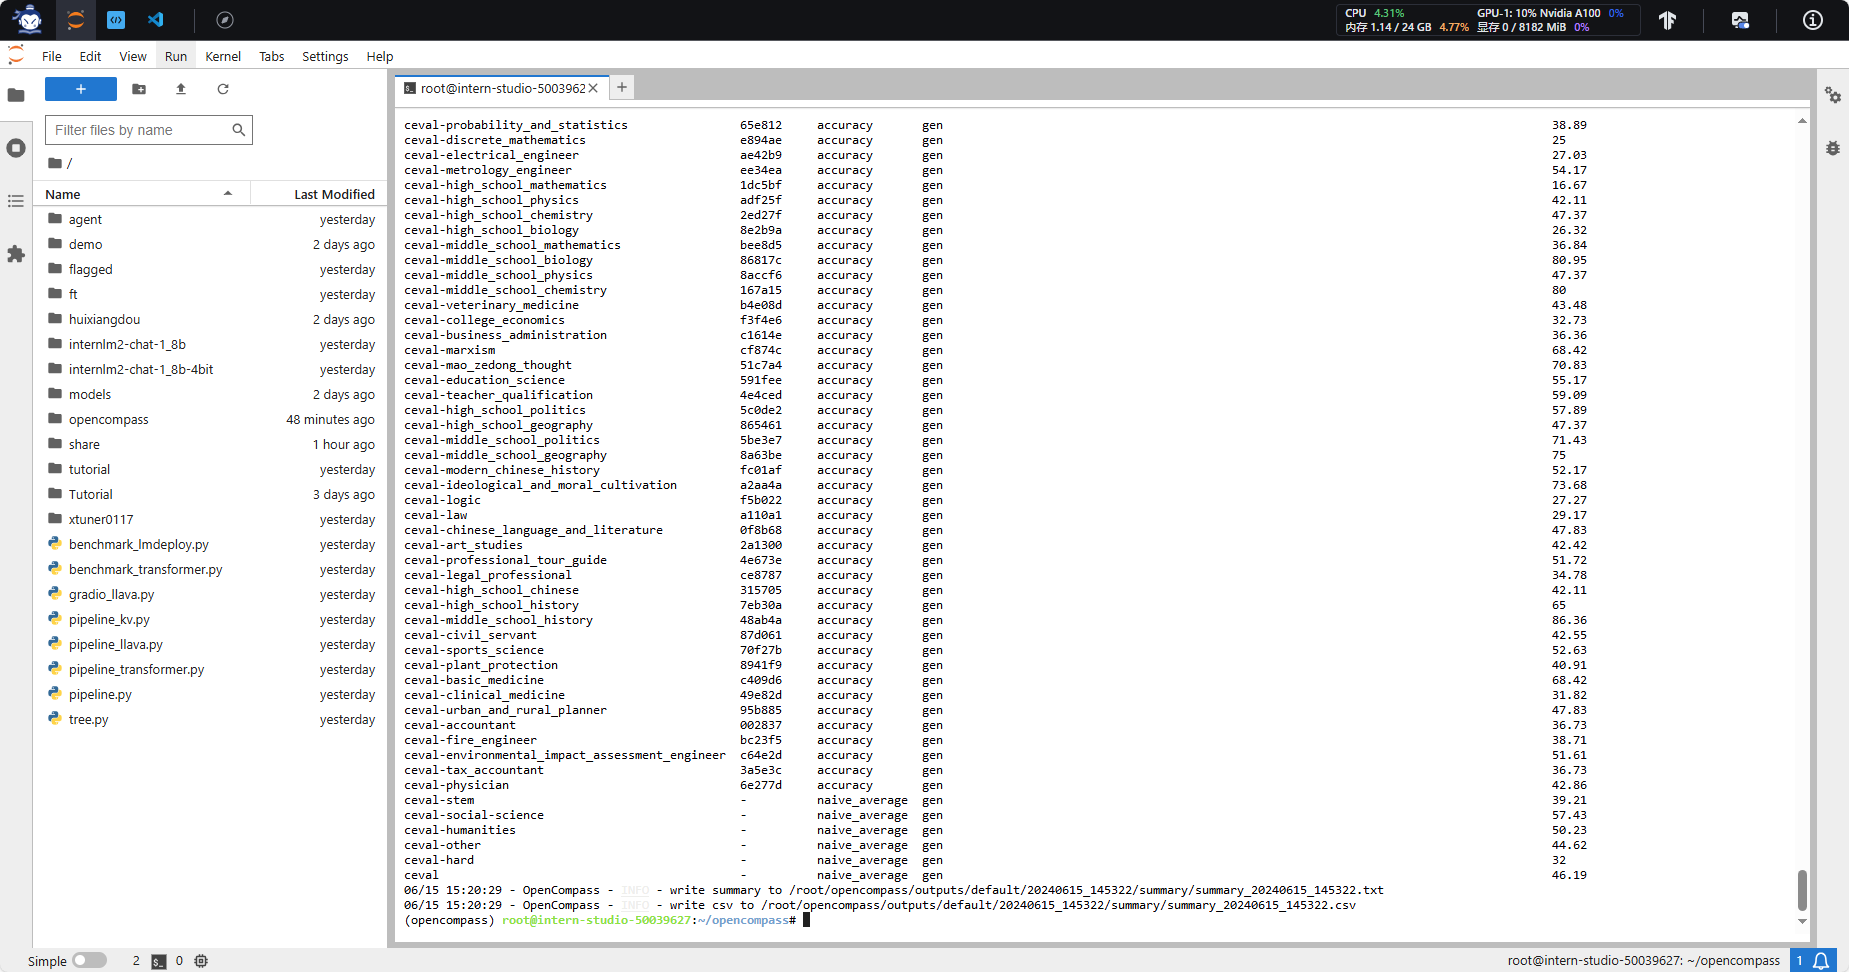 CPU 4.31% GPU-1: 10% Nvidia A100 0%
内存 1.14 / 24 GB 4.77% 显存 0 / 8182 MiB 0%
File Edit View Run Kernel Tabs Settings Help
+
root@intern-studio-5003962
Filter files by name
/
Name Last Modified
agent yesterday
demo 2 days ago
flagged yesterday
ft yesterday
huixiangdou 2 days ago
internlm2-chat-1_8b yesterday
internlm2-chat-1_8b-4bit yesterday
models 2 days ago
opencompass 48 minutes ago
share 1 hour ago
tutorial yesterday
Tutorial 3 days ago
xtuner0117 yesterday
benchmark_lmdeploy.py yesterday
benchmark_transformer.py yesterday
gradio_llava.py yesterday
pipeline_kv.py yesterday
pipeline_llava.py yesterday
pipeline_transformer.py yesterday
pipeline.py yesterday
tree.py yesterday
ceval-probability_and_statistics 65e812 accuracy gen 38.89
ceval-discrete_mathematics e894ae accuracy gen 25
ceval-electrical_engineer ae42b9 accuracy gen 27.03
ceval-metrology_engineer ee34ea accuracy gen 54.17
ceval-high_school_mathematics 1dc5bf accuracy gen 16.67
ceval-high_school_physics adf25f accuracy gen 42.11
ceval-high_school_chemistry 2ed27f accuracy gen 47.37
ceval-high_school_biology 8e2b9a accuracy gen 26.32
ceval-middle_school_mathematics bee8d5 accuracy gen 36.84
ceval-middle_school_biology 86817c accuracy gen 80.95
ceval-middle_school_physics 8accf6 accuracy gen 47.37
ceval-middle_school_chemistry 167a15 accuracy gen 80
ceval-veterinary_medicine b4e08d accuracy gen 43.48
ceval-college_economics f3f4e6 accuracy gen 32.73
ceval-business_administration c1614e accuracy gen 36.36
ceval-marxism cf874c accuracy gen 68.42
ceval-mao_zedong_thought 51c7a4 accuracy gen 70.83
ceval-education_science 591fee accuracy gen 55.17
ceval-teacher_qualification 4e4ced accuracy gen 59.09
ceval-high_school_politics 5c0de2 accuracy gen 57.89
ceval-high_school_geography 865461 accuracy gen 47.37
ceval-middle_school_politics 5be3e7 accuracy gen 71.43
ceval-middle_school_geography 8a63be accuracy gen 75
ceval-modern_chinese_history fc01af accuracy gen 52.17
ceval-ideological_and_moral_cultivation a2aa4a accuracy gen 73.68
ceval-logic f5b022 accuracy gen 27.27
ceval-law a110a1 accuracy gen 29.17
ceval-chinese_language_and_literature 0f8b68 accuracy gen 47.83
ceval-art_studies 2a1300 accuracy gen 42.42
ceval-professional_tour_guide 4e673e accuracy gen 51.72
ceval-legal_professional ce8787 accuracy gen 34.78
ceval-high_school_chinese 315705 accuracy gen 42.11
ceval-high_school_history 7eb30a accuracy gen 65
ceval-middle_school_history 48ab4a accuracy gen 86.36
ceval-civil_servant 87d061 accuracy gen 42.55
ceval-sports_science 70f27b accuracy gen 52.63
ceval-plant_protection 8941f9 accuracy gen 40.91
ceval-basic_medicine c409d6 accuracy gen 68.42
ceval-clinical_medicine 49e82d accuracy gen 31.82
ceval-urban_and_rural_planner 95b885 accuracy gen 47.83
ceval-accountant 002837 accuracy gen 36.73
ceval-fire_engineer bc23f5 accuracy gen 38.71
ceval-environmental_impact_assessment_engineer c64e2d accuracy gen 51.61
ceval-tax_accountant 3a5e3c accuracy gen 36.73
ceval-physician 6e277d accuracy gen 42.86
ceval-stem - naive_average gen 39.21
ceval-social-science - naive_average gen 57.43
ceval-humanities - naive_average gen 50.23
ceval-other - naive_average gen 44.62
ceval-hard - naive_average gen 32
ceval - naive_average gen 46.19
06/15 15:20:29 - OpenCompass - INFO - write summary to /root/opencompass/outputs/default/20240615_145322/summary/summary_20240615_145322.txt
06/15 15:20:29 - OpenCompass - INFO - write csv to /root/opencompass/outputs/default/20240615_145322/summary/summary_20240615_145322.csv
(opencompass) root@intern-studio-50039627:~/opencompass#
Simple 2 0 root@intern-studio-50039627: ~/opencompass 1